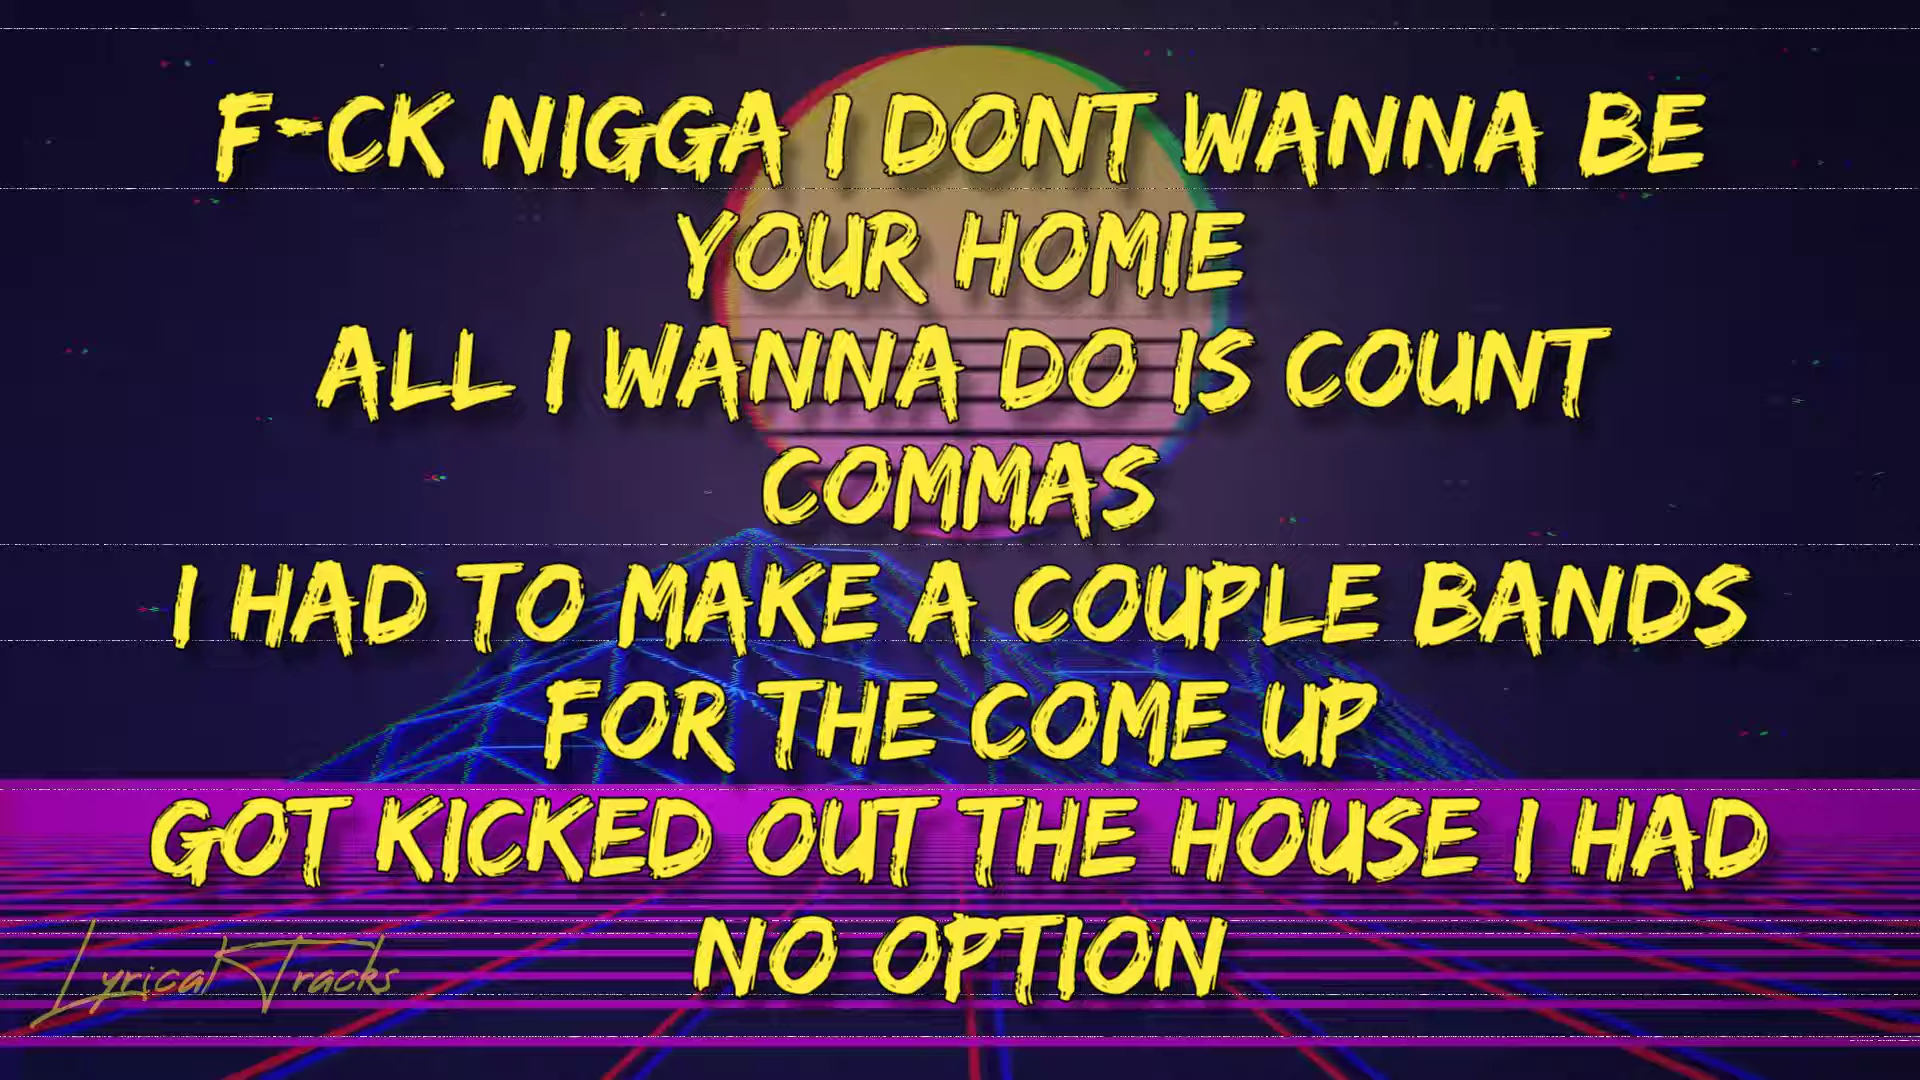 F-CK NIGGA I DONT WANNA BE
YOUR HOMIE
ALL I WANNA DO IS COUNT
COMMAS
I HAD TO MAKE A COUPLE BANDS
FOR THE COME UP
GOT KICKED OUT THE HOUSE I HAD
NO OPTION
LyricalTracks